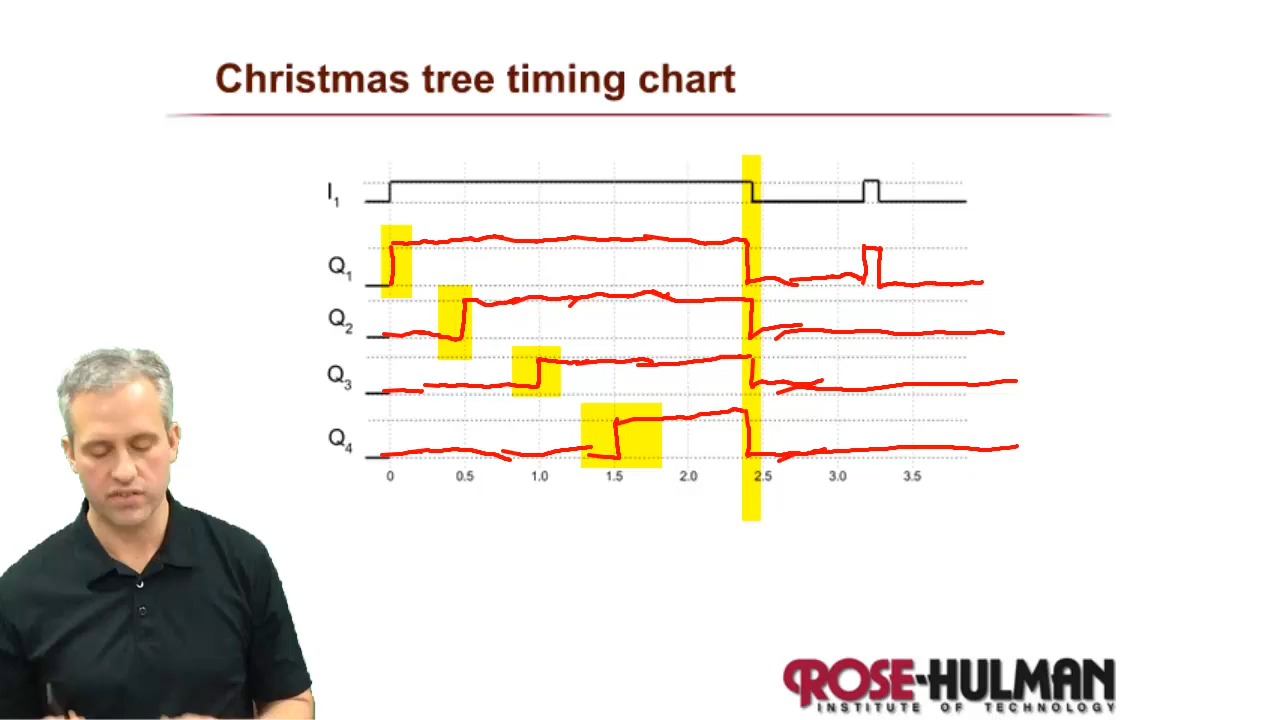 Christmas tree timing chart
I1
Q1
Q2
Q3
Q4
0 0.5 1.0 1.5 2.0 2.5 3.0 3.5
ROSE-HULMAN
INSTITUTE OF TECHNOLOGY